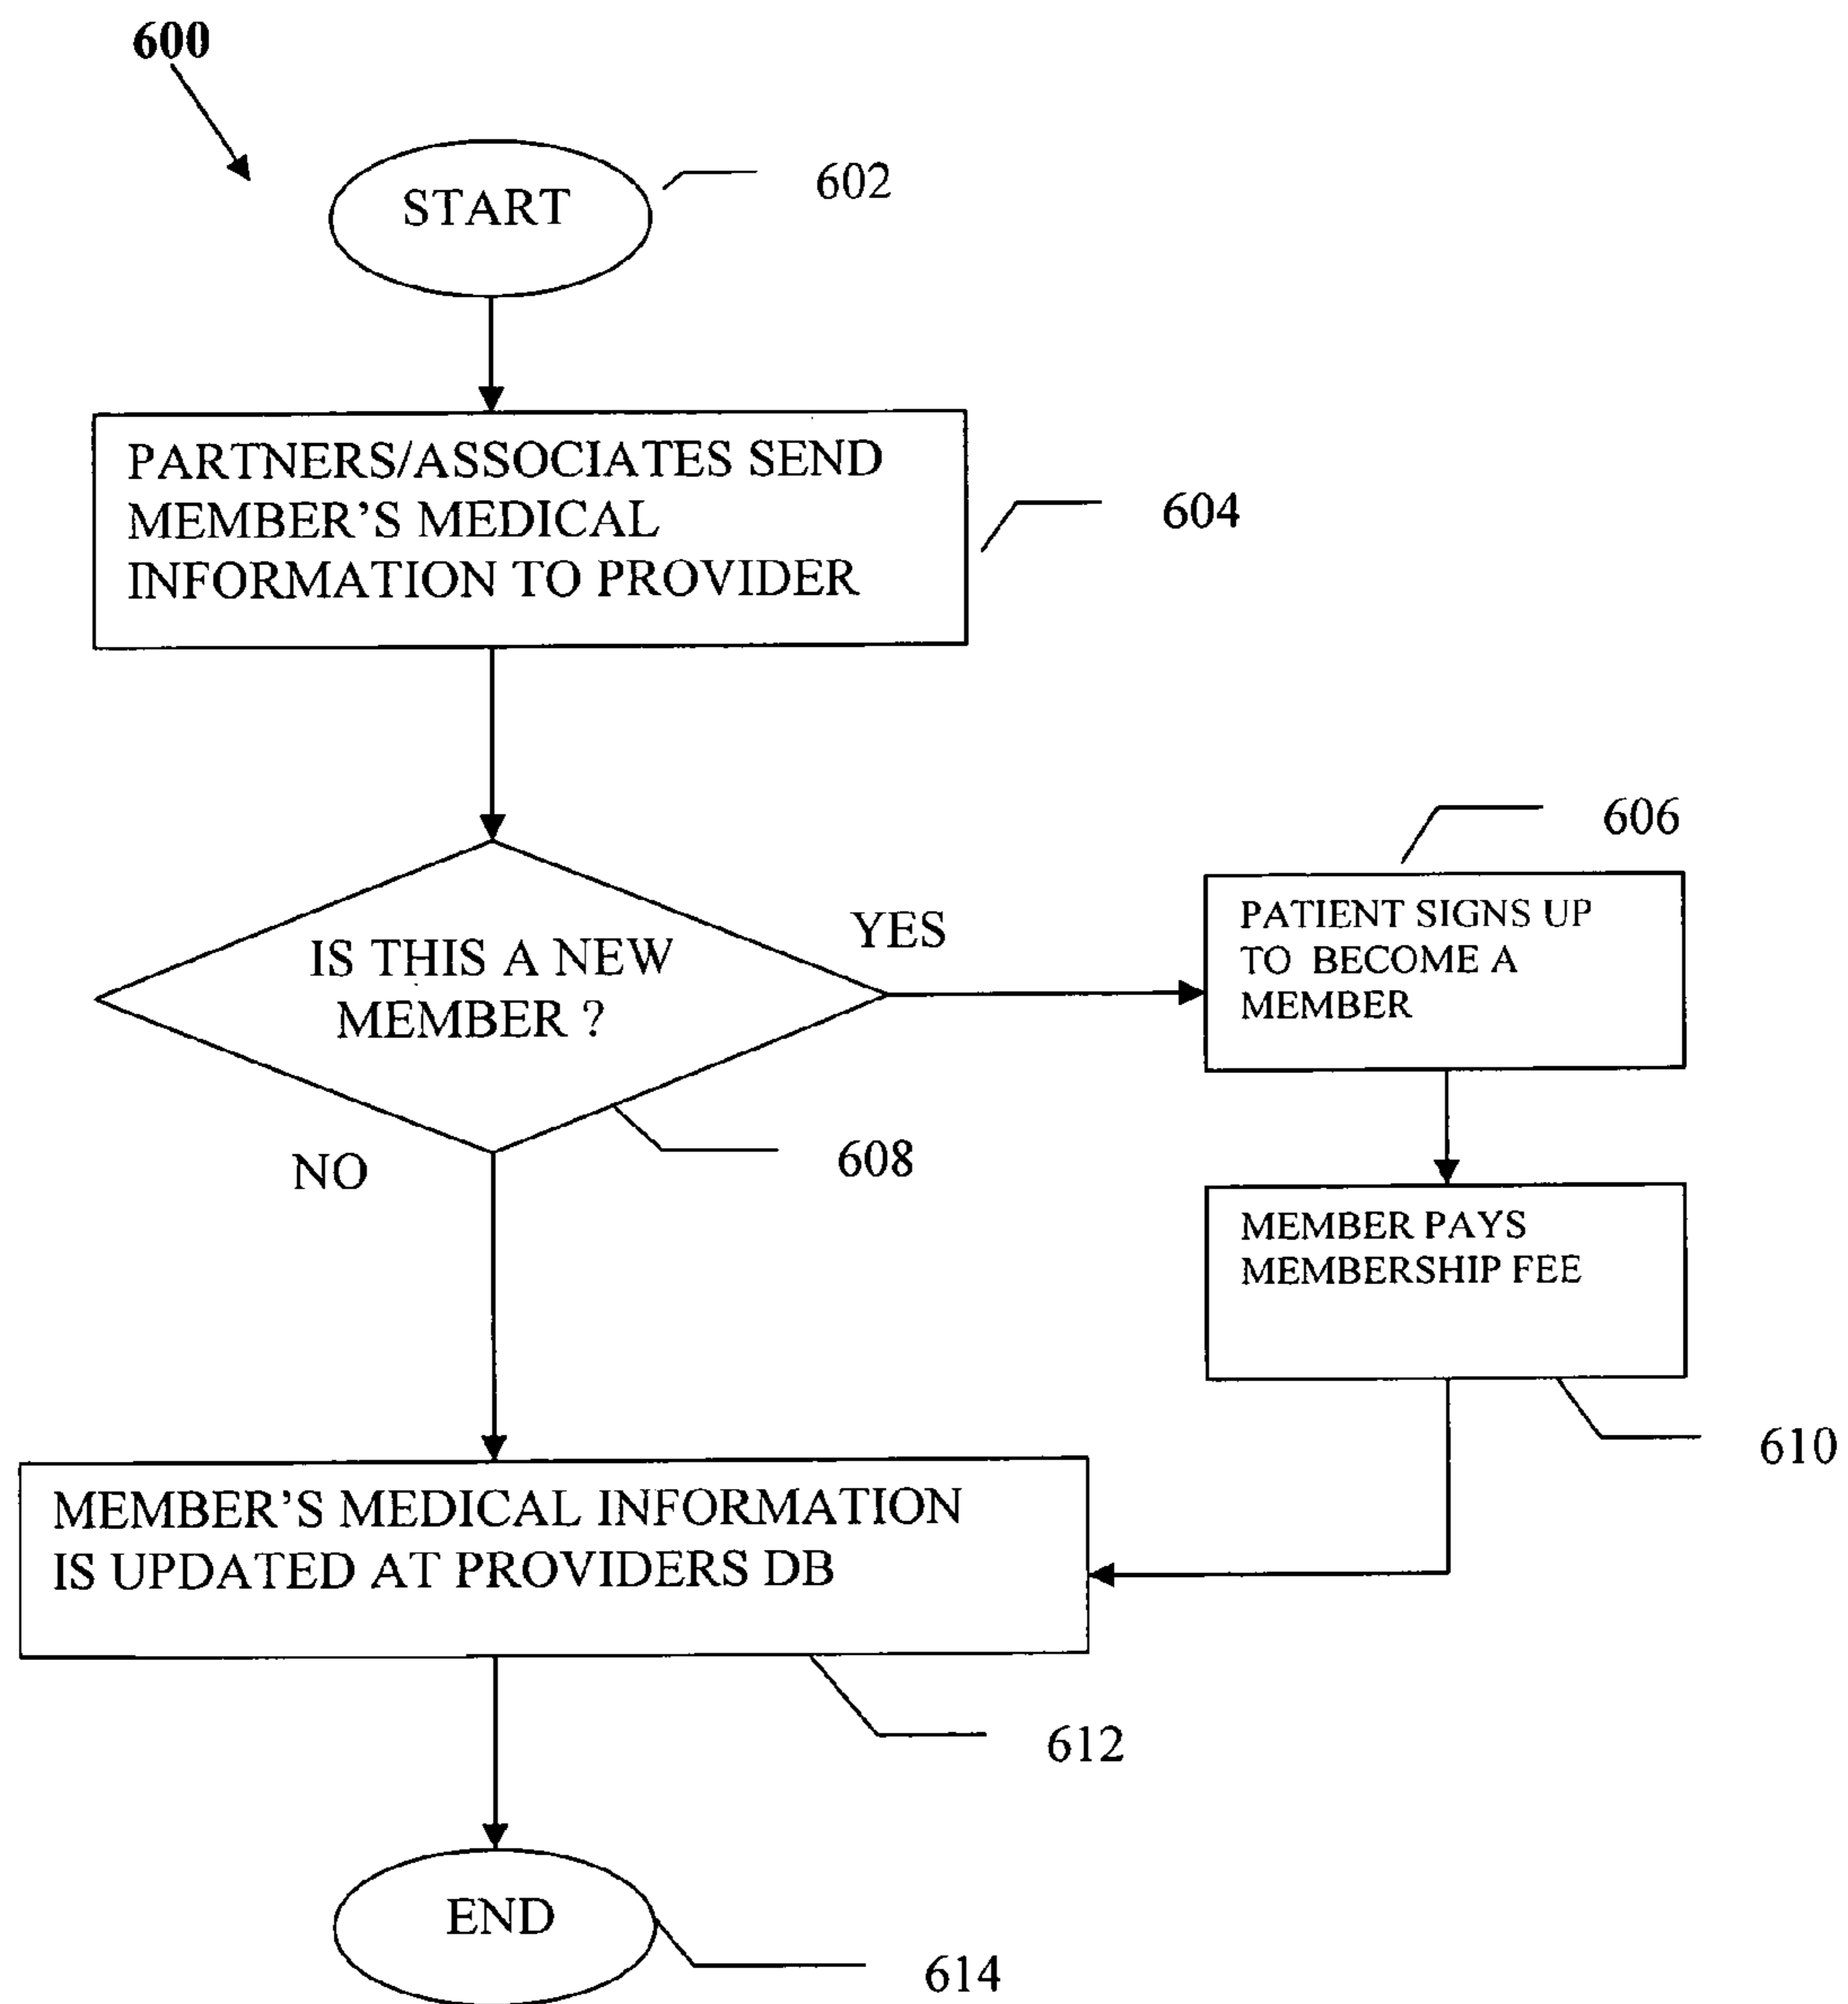 600
START
602
PARTNERS/ASSOCIATES SEND
MEMBER'S MEDICAL
INFORMATION TO PROVIDER
604
606
PATIENT SIGNS UP
TO BECOME A
MEMBER
YES
IS THIS A NEW
MEMBER ?
608
NO
MEMBER PAYS
MEMBERSHIP FEE
610
MEMBER'S MEDICAL INFORMATION
IS UPDATED AT PROVIDERS DB
612
END
614